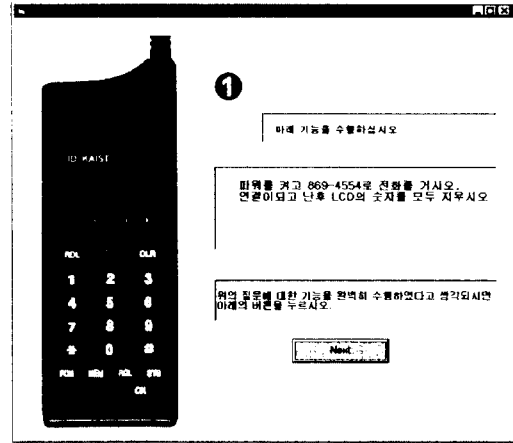 1
아래 기능을 수행하십시오
파워를 켜고 869-4554로 전화를 거시오.
연결이되고 난후 LCD의 숫자를 모두 지우시오
위의 질문에 대한 기능을 완벽히 수행하였다고 생각되시면
아래의 버튼을 누르시오.
Next
ID KAIST
CLR
1 2 3
4 5 6
7 8 9
* 0 #
FCN MEM RCL STO